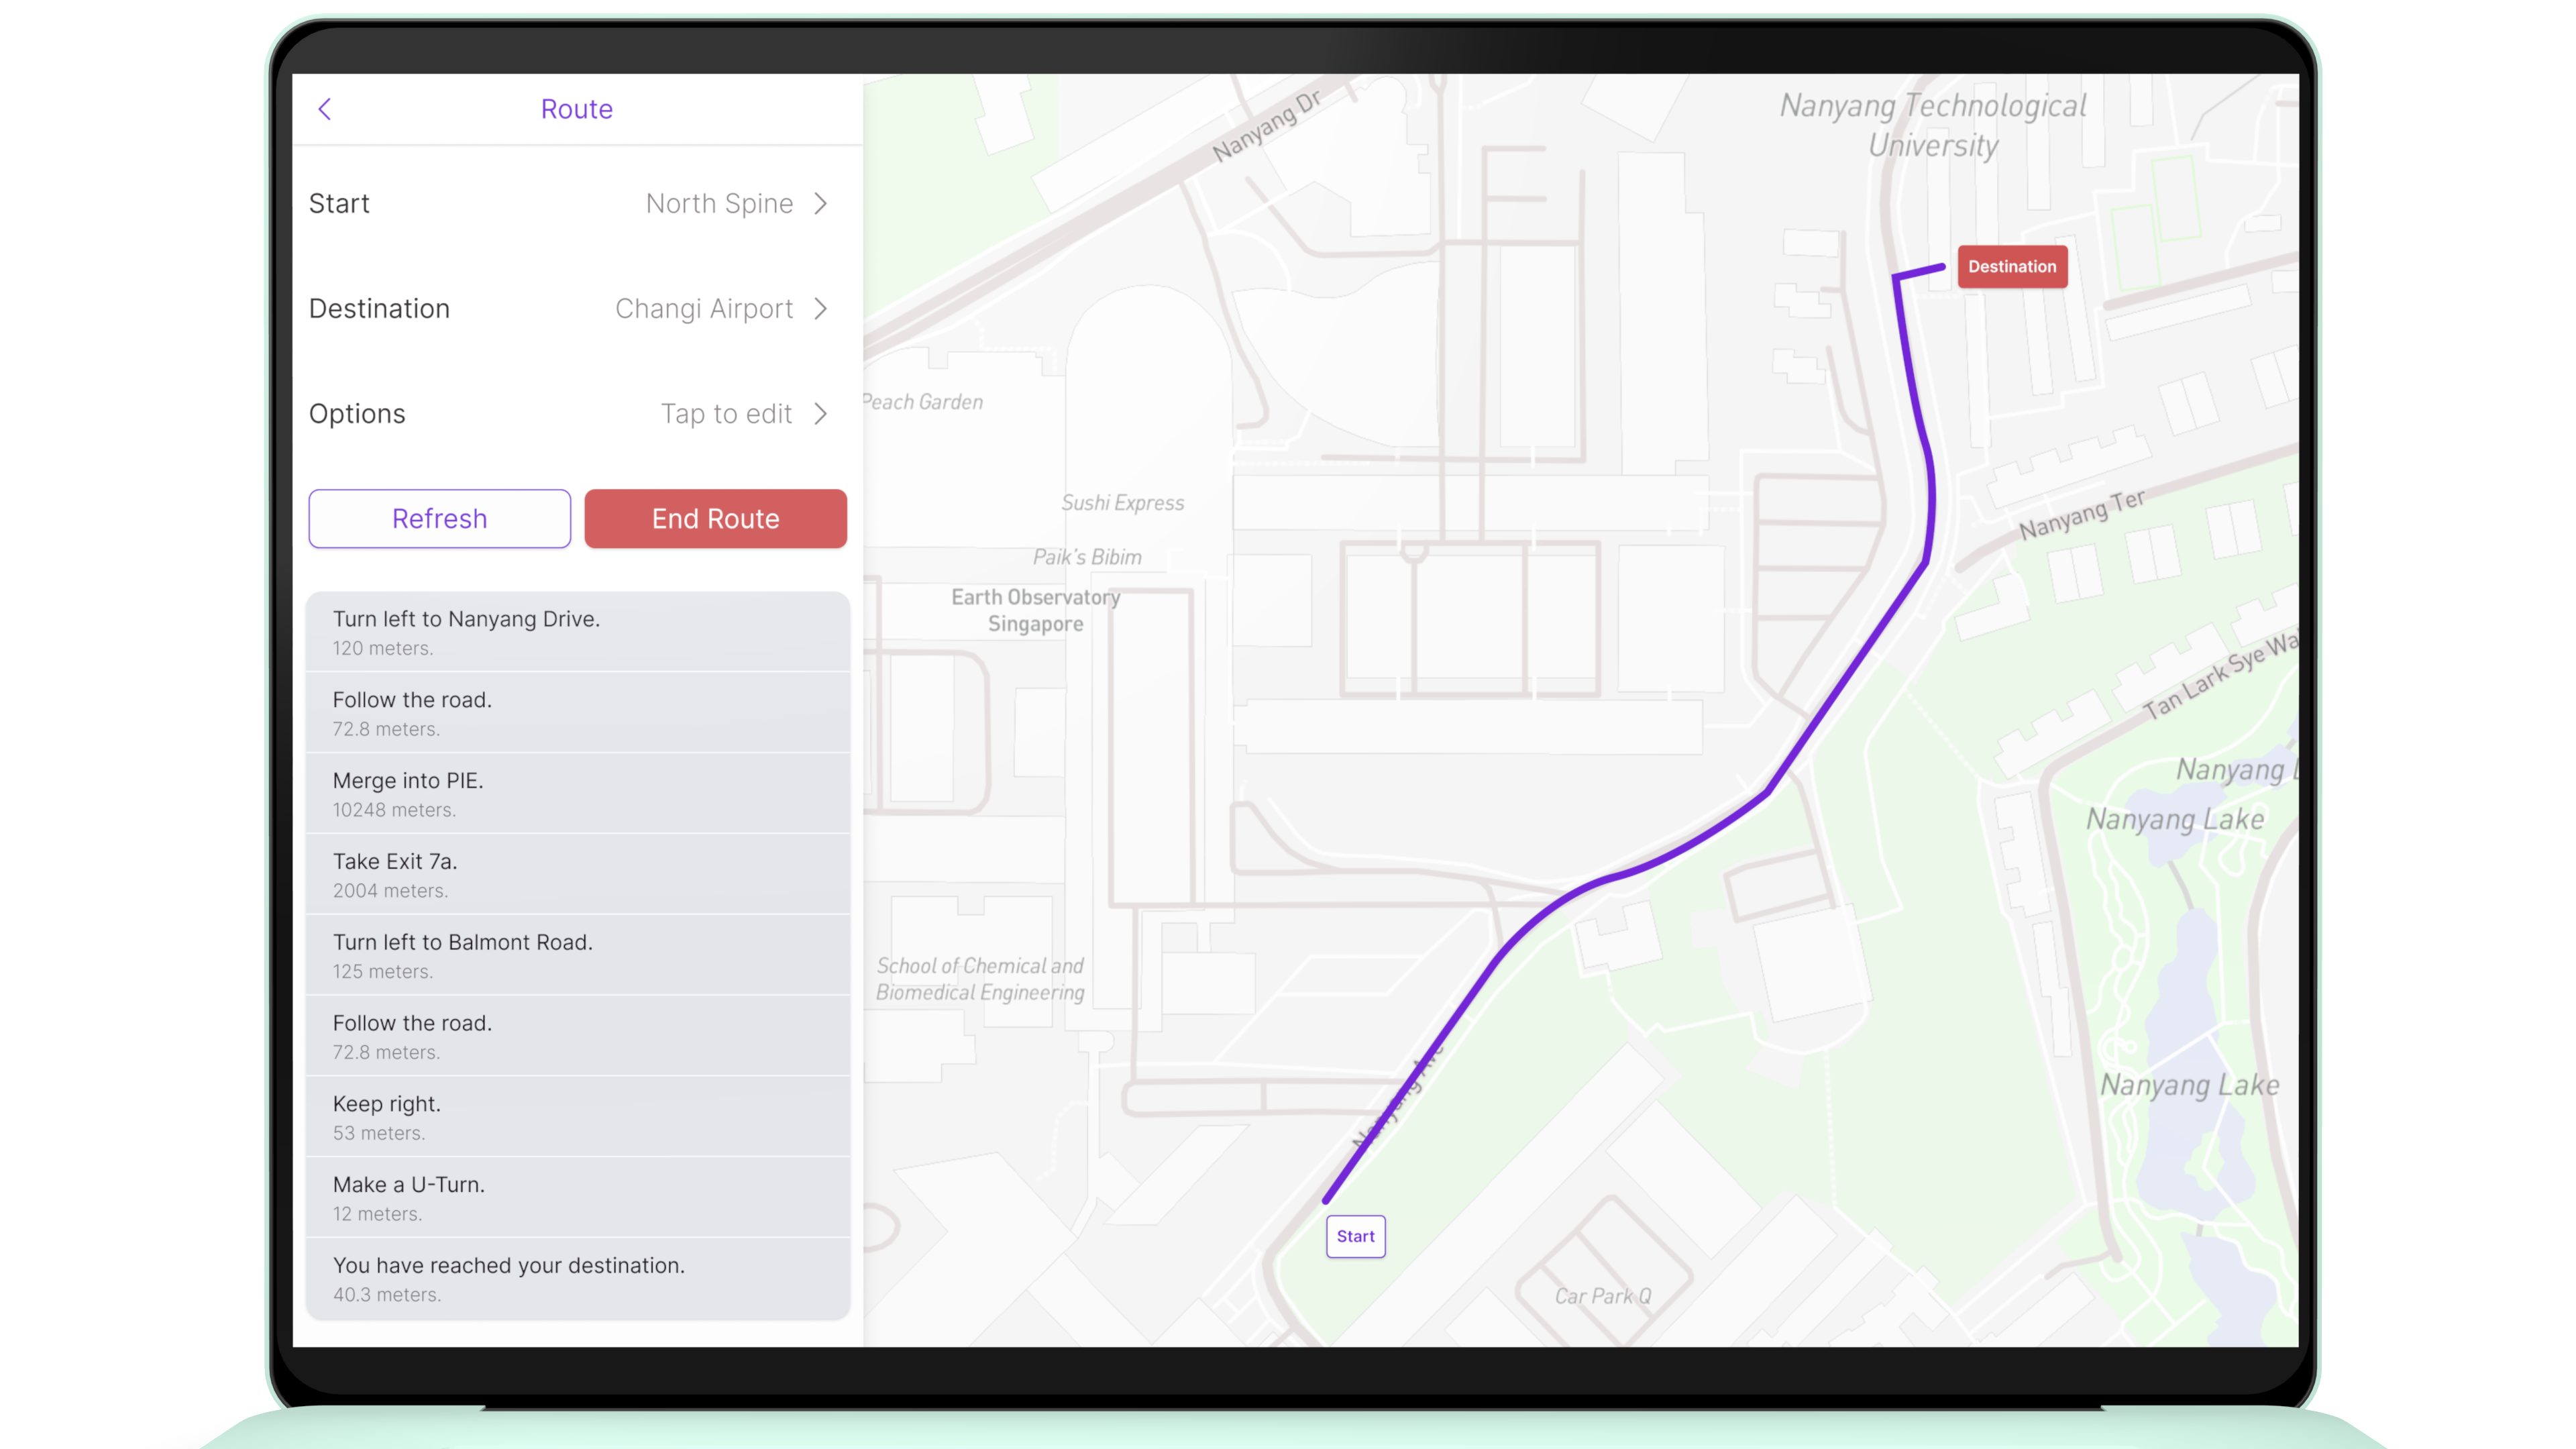 Route
Start
North Spine
Destination
Changi Airport
Options
Tap to edit
Refresh
End Route
Turn left to Nanyang Drive.
120 meters.
Follow the road.
72.8 meters.
Merge into PIE.
10248 meters.
Take Exit 7a.
2004 meters.
Turn left to Balmont Road.
125 meters.
Follow the road.
72.8 meters.
Keep right.
53 meters.
Make a U-Turn.
12 meters.
You have reached your destination.
40.3 meters.
Nanyang Dr
Nanyang Technological
University
Destination
Peach Garden
Sushi Express
Paik's Bibim
Earth Observatory
Singapore
Nanyang Ter
Tan Lark Sye Wa
Nanyang L
Nanyang Lake
School of Chemical and
Biomedical Engineering
Nanyang Ave
Nanyang Lake
Start
Car Park Q